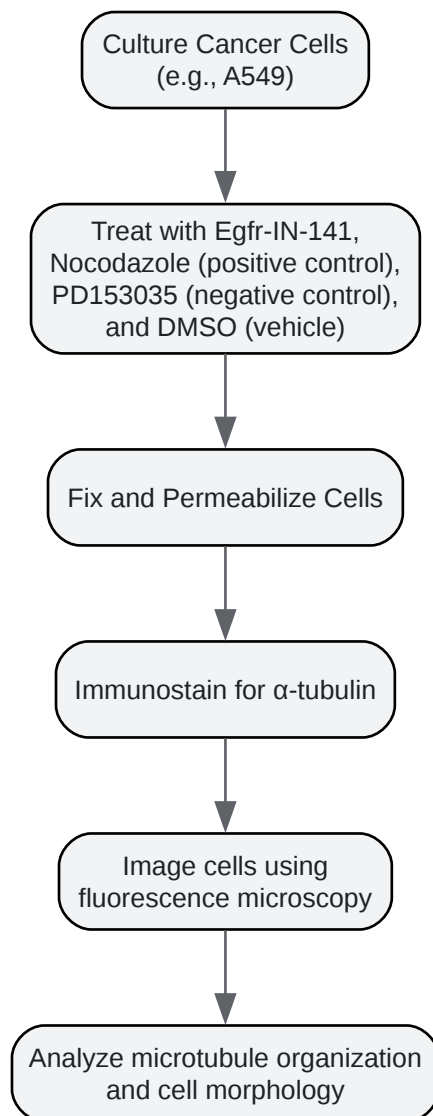 Culture Cancer Cells
(e.g., A549)
Treat with Egfr-IN-141,
Nocodazole (positive control),
PD153035 (negative control),
and DMSO (vehicle)
Fix and Permeabilize Cells
Immunostain for α-tubulin
Image cells using
fluorescence microscopy
Analyze microtubule organization
and cell morphology